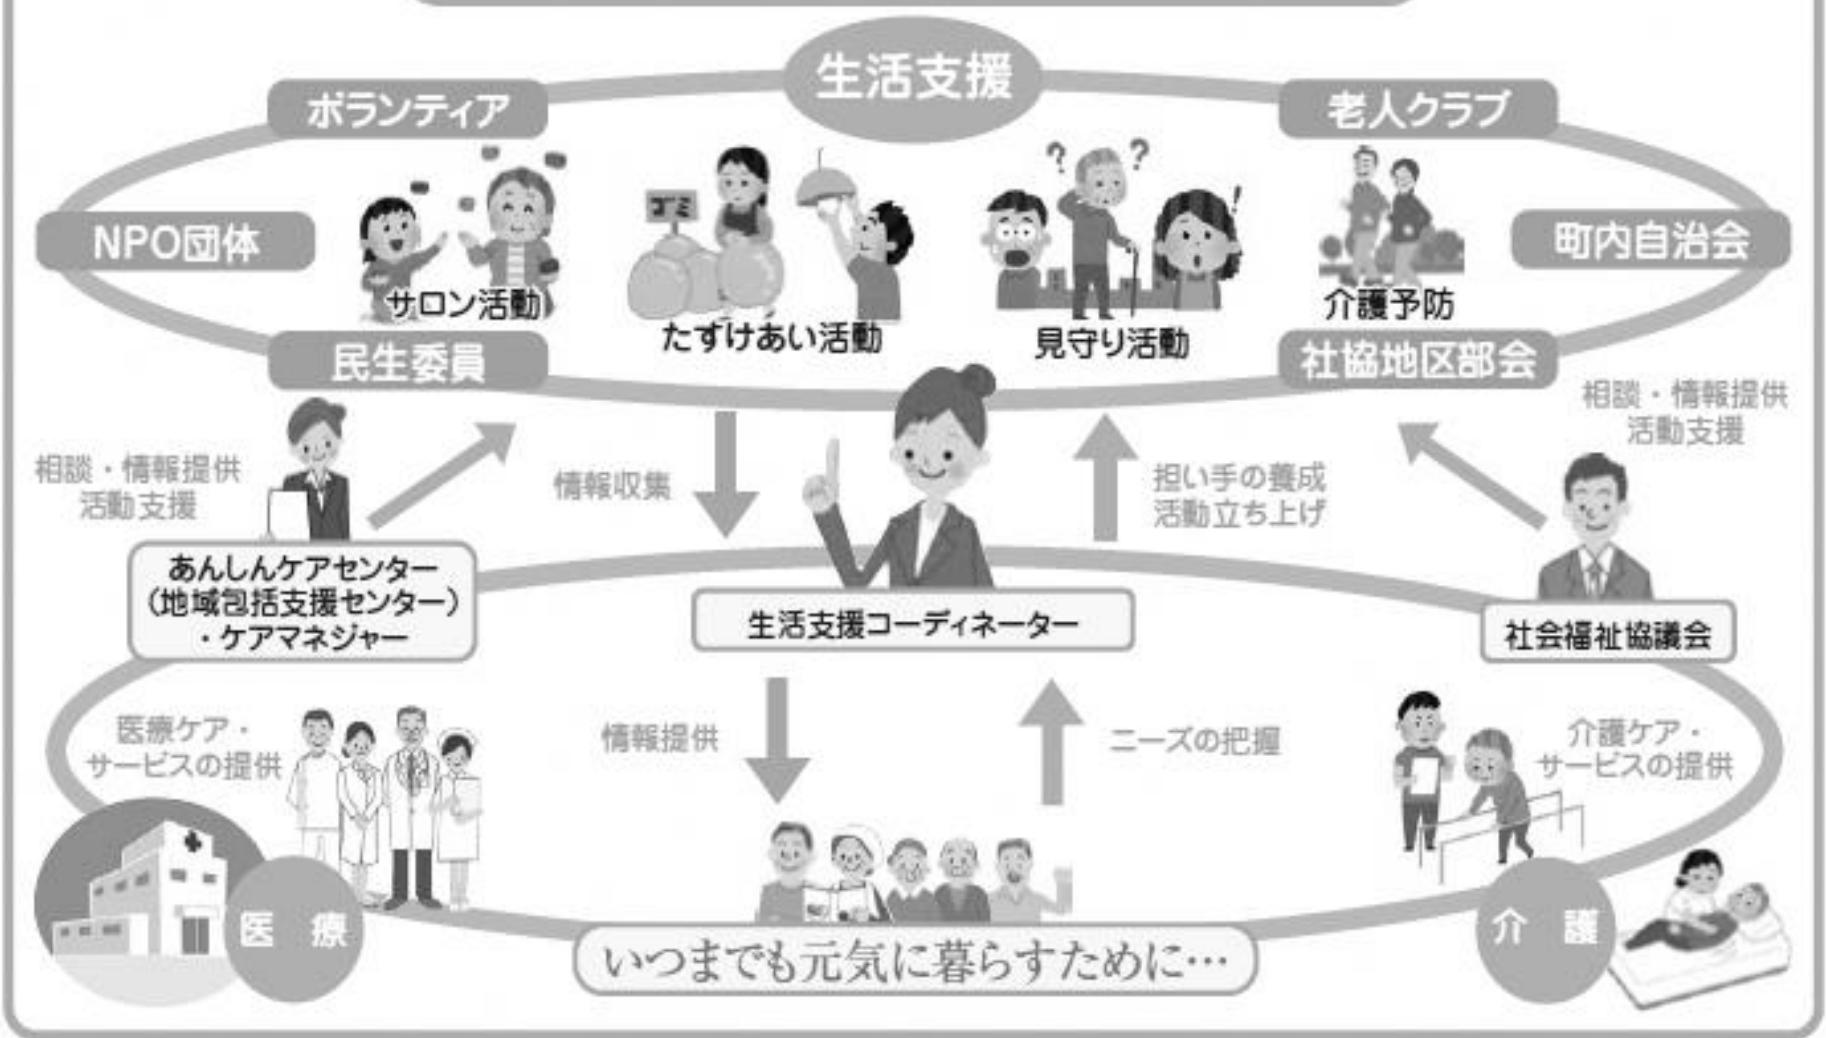 生活支援
ボランティア
老人クラブ
NPO団体
町内自治会
ゴミ
? ?
!
サロン活動
たすけあい活動
見守り活動
介護予防
民生委員
社協地区部会
相談・情報提供
活動支援
情報収集
担い手の養成
活動立ち上げ
相談・情報提供
活動支援
あんしんケアセンター
(地域包括支援センター)
・ケアマネジャー
生活支援コーディネーター
社会福祉協議会
医療ケア・
サービスの提供
情報提供
ニーズの把握
介護ケア・
サービスの提供
医 療
介 護
いつまでも元気に暮らすために…